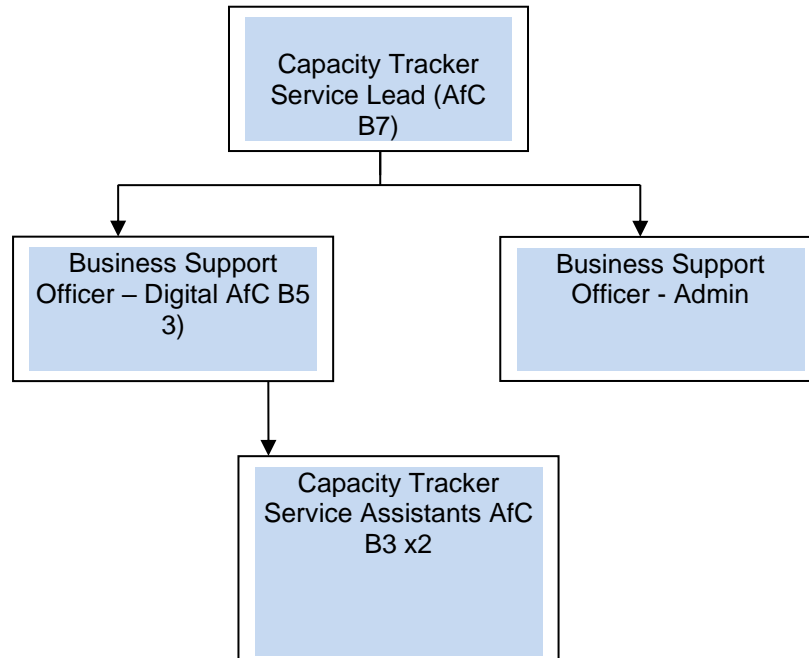 Capacity Tracker
Service Lead (AfC
B7)
Business Support
Officer – Digital AfC B5
3)
Business Support
Officer - Admin
Capacity Tracker
Service Assistants AfC
B3 x2